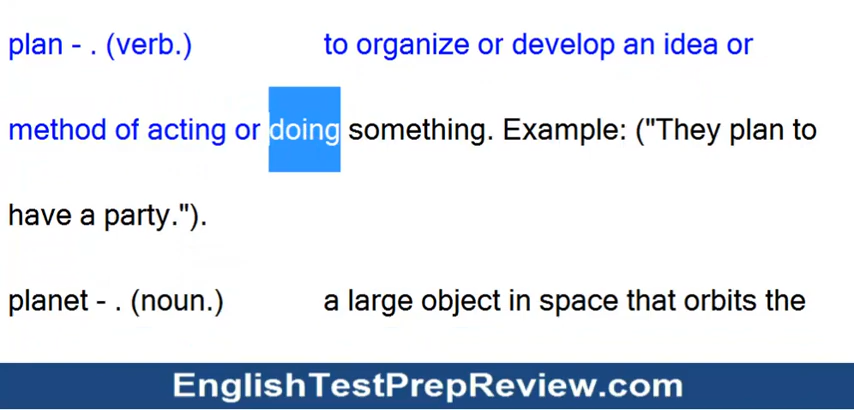 plan - . (verb.) to organize or develop an idea or
method of acting or doing something. Example: ("They plan to
have a party.").
planet - . (noun.) a large object in space that orbits the
EnglishTestPrepReview.com